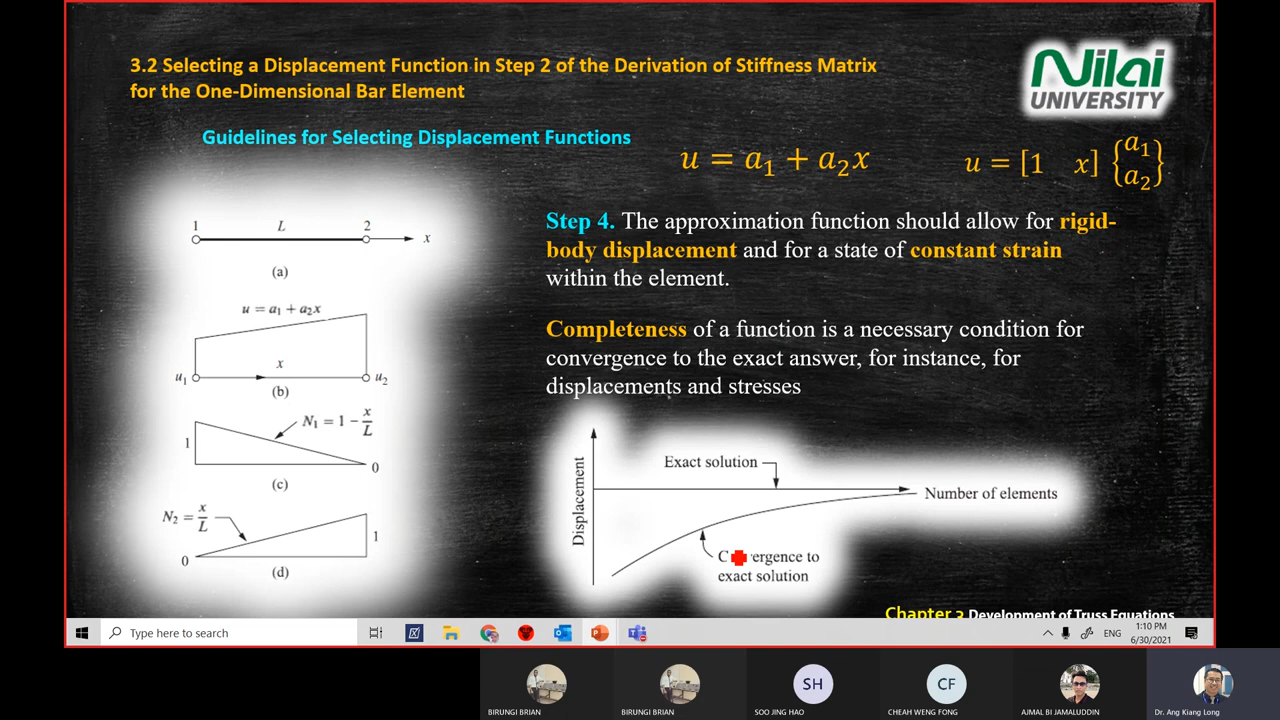 3.2 Selecting a Displacement Function in Step 2 of the Derivation of Stiffness Matrix
for the One-Dimensional Bar Element
Nilai
UNIVERSITY
Guidelines for Selecting Displacement Functions
u = a₁ + a₂x
u = [1 x] {a₁ a₂}
1 L 2
x
(a)
u = a₁ + a₂x
x
u₁ u₂
(b)
N₁ = 1 − x/L
1
0
(c)
N₂ = x/L
1
0
(d)
Step 4. The approximation function should allow for rigid-
body displacement and for a state of constant strain
within the element.
Completeness of a function is a necessary condition for
convergence to the exact answer, for instance, for
displacements and stresses
Displacement
Exact solution
Number of elements
C vergence to
exact solution
Chapter 3 Development of Truss Equations
Type here to search
ENG
1:10 PM
6/30/2021
SH
CF
BIRUNGI BRIAN
BIRUNGI BRIAN
SOO JING HAO
CHEAH WENG FONG
AJMAL BI JAMALUDDIN
Dr. Ang Kiang Long